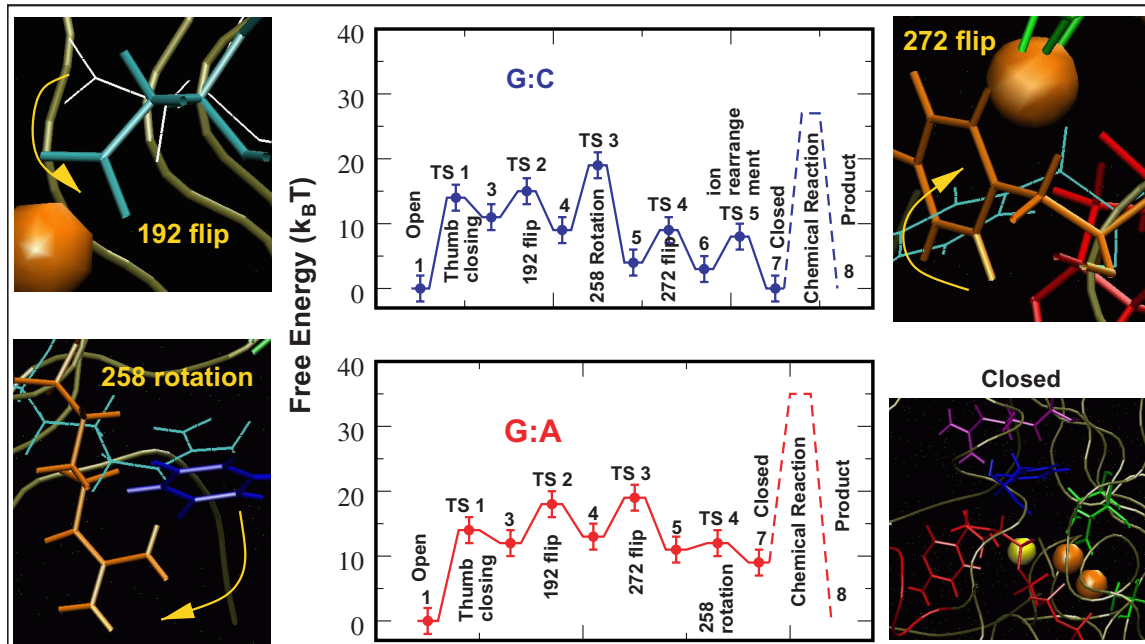 192 flip
258 rotation
Free Energy (kBT)
G:C
40
30
20
10
0
Open
1
TS 1
Thumb
closing
3
TS 2
192 flip
4
TS 3
258 Rotation
5
TS 4
272 flip
6
ion
rearrange
ment
TS 5
Closed
7
Chemical Reaction
Product
8
G:A
40
30
20
10
0
Open
1
TS 1
Thumb
closing
3
TS 2
192 flip
4
TS 3
272 flip
5
TS 4
258
rotation
Closed
7
Chemical Reaction
Product
8
272 flip
Closed